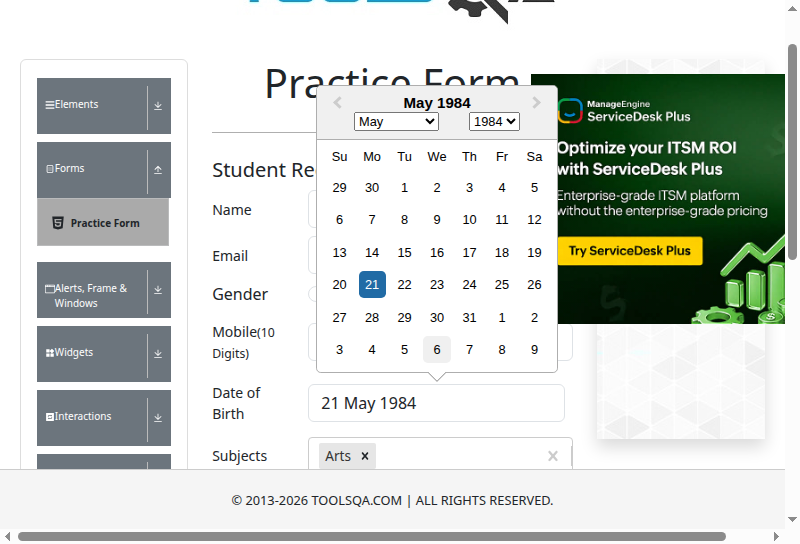 Practice Form
Elements
Forms
Practice Form
Alerts, Frame &
Windows
Widgets
Interactions
Student Re
Name
Email
Gender
Mobile(10
Digits)
Date of
Birth
21 May 1984
Subjects
Arts ×
May 1984
May
1984
Su Mo Tu We Th Fr Sa
29 30 1 2 3 4 5
6 7 8 9 10 11 12
13 14 15 16 17 18 19
20 21 22 23 24 25 26
27 28 29 30 31 1 2
3 4 5 6 7 8 9
ManageEngine
ServiceDesk Plus
Optimize your ITSM ROI
with ServiceDesk Plus
Enterprise-grade ITSM platform
without the enterprise-grade pricing
Try ServiceDesk Plus
© 2013-2026 TOOLSQA.COM | ALL RIGHTS RESERVED.